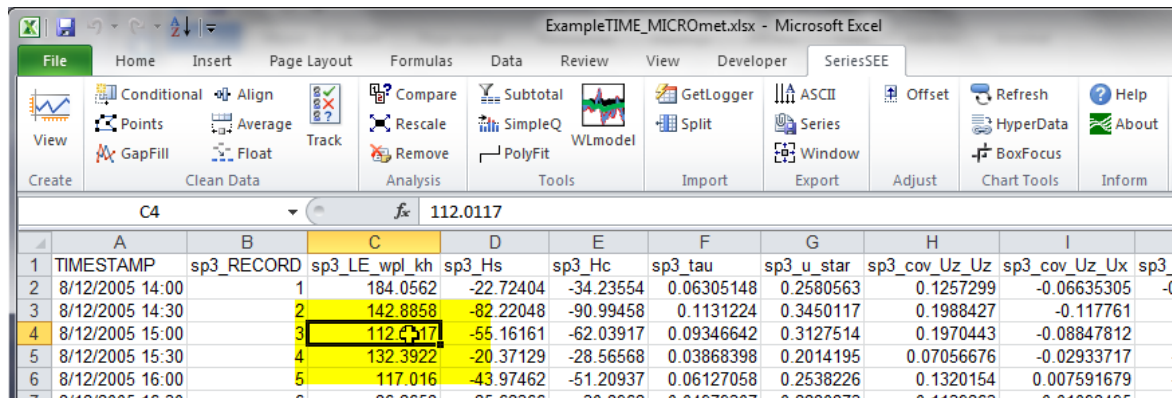 ExampleTIME_MICROmet.xlsx - Microsoft Excel
File Home Insert Page Layout Formulas Data Review View Developer SeriesSEE
View Conditional Align Track Compare Subtotal WLmodel GetLogger ASCII Offset Refresh Help
Points Average Rescale SimpleQ Split Series HyperData About
GapFill Float Remove PolyFit Window BoxFocus
Create Clean Data Analysis Tools Import Export Adjust Chart Tools Inform
C4 fx 112.0117
A B C D E F G H I
1 TIMESTAMP sp3_RECORD sp3_LE_wpl_kh sp3_Hs sp3_Hc sp3_tau sp3_u_star sp3_cov_Uz_Uz sp3_cov_Uz_Ux sp3_
2 8/12/2005 14:00 1 184.0562 -22.72404 -34.23554 0.06305148 0.2580563 0.1257299 -0.06635305 -0
3 8/12/2005 14:30 2 142.8858 -82.22048 -90.99458 0.1131224 0.3450117 0.1988427 -0.117761
4 8/12/2005 15:00 3 112.0117 -55.16161 -62.03917 0.09346642 0.3127514 0.1970443 -0.08847812
5 8/12/2005 15:30 4 132.3922 -20.37129 -28.56568 0.03868398 0.2014195 0.07056676 -0.02933717
6 8/12/2005 16:00 5 117.016 -43.97462 -51.20937 0.06127058 0.2538226 0.1320154 0.007591679